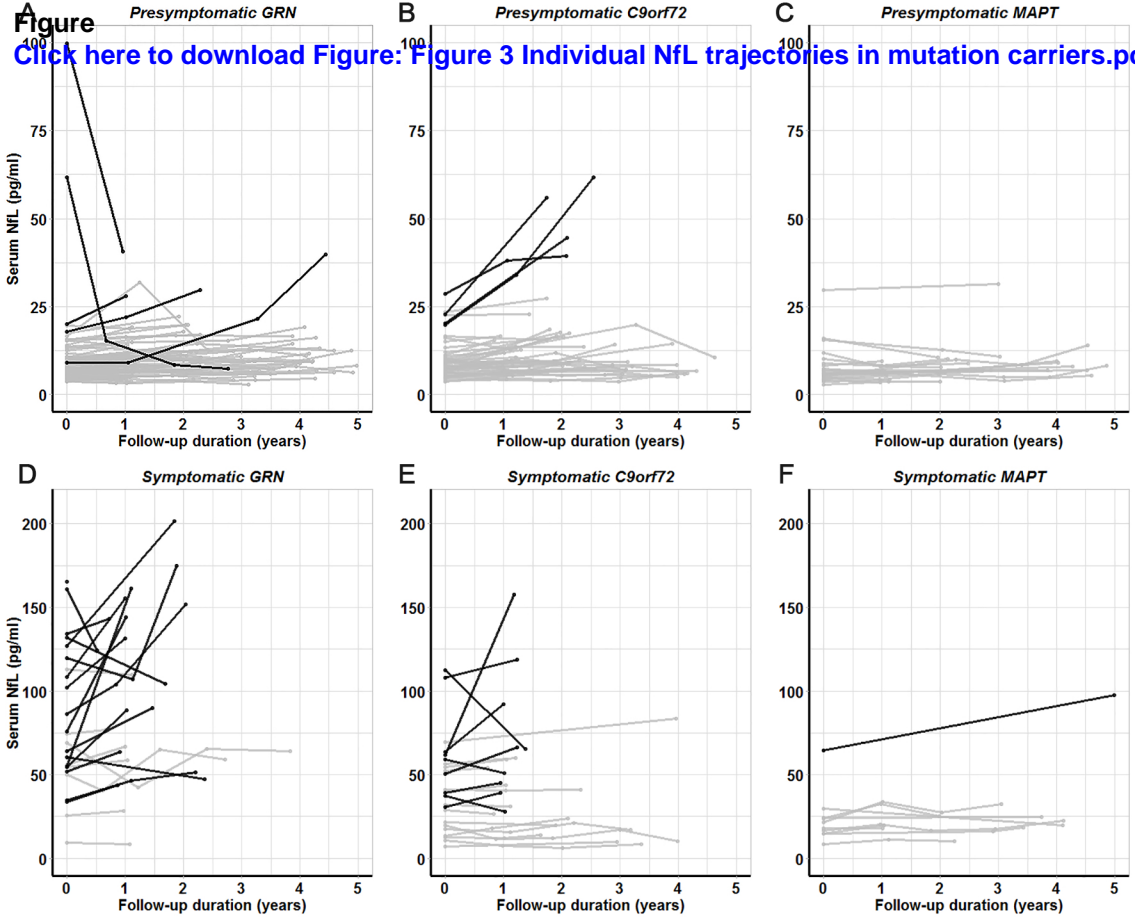 A Presymptomatic GRN
B Presymptomatic C9orf72
C Presymptomatic MAPT
Figure
Click here to download Figure: Figure 3 Individual NfL trajectories in mutation carriers.pd
Serum NfL (pg/ml)
100
75
50
25
0
0 1 2 3 4 5
Follow-up duration (years)
100
75
50
25
0
0 1 2 3 4 5
Follow-up duration (years)
75
50
25
0
0 1 2 3 4 5
Follow-up duration (years)
D Symptomatic GRN
Serum NfL (pg/ml)
200
150
100
50
0
0 1 2 3 4 5
Follow-up duration (years)
E Symptomatic C9orf72
200
150
100
50
0
0 1 2 3 4 5
Follow-up duration (years)
F Symptomatic MAPT
200
150
100
50
0
0 1 2 3 4 5
Follow-up duration (years)